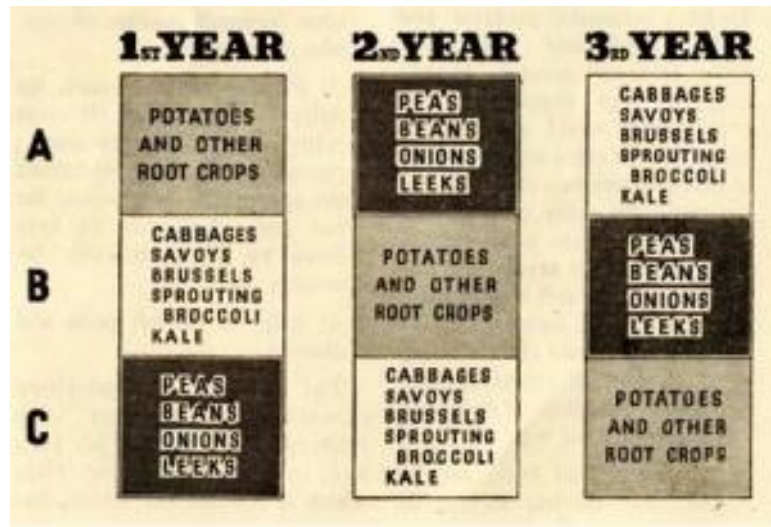 1ST YEAR 2ND YEAR 3RD YEAR
A
POTATOES
AND OTHER
ROOT CROPS
PEAS
BEANS
ONIONS
LEEKS
CABBAGES
SAVOYS
BRUSSELS
SPROUTING
BROCCOLI
KALE
B
CABBAGES
SAVOYS
BRUSSELS
SPROUTING
BROCCOLI
KALE
POTATOES
AND OTHER
ROOT CROPS
PEAS
BEANS
ONIONS
LEEKS
C
PEAS
BEANS
ONIONS
LEEKS
CABBAGES
SAVOYS
BRUSSELS
SPROUTING
BROCCOLI
KALE
POTATOES
AND OTHER
ROOT CROPS